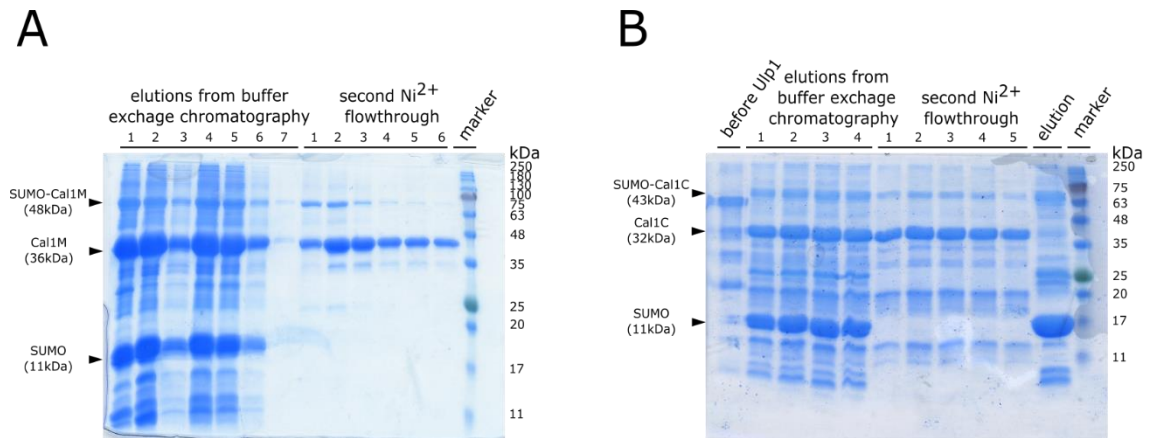 A
elutions from buffer
exchage chromatography
1 2 3 4 5 6 7
second Ni2+
flowthrough
1 2 3 4 5 6
marker
kDa
250
180
130
100
75
63
48
35
25
20
17
11
SUMO-Cal1M
(48kDa)
Cal1M
(36kDa)
SUMO
(11kDa)
B
before Ulp1
elutions from
buffer exchage
chromatography
1 2 3 4
second Ni2+
flowthrough
1 2 3 4 5
elution
marker
kDa
250
75
63
48
35
25
20
17
11
SUMO-Cal1C
(43kDa)
Cal1C
(32kDa)
SUMO
(11kDa)